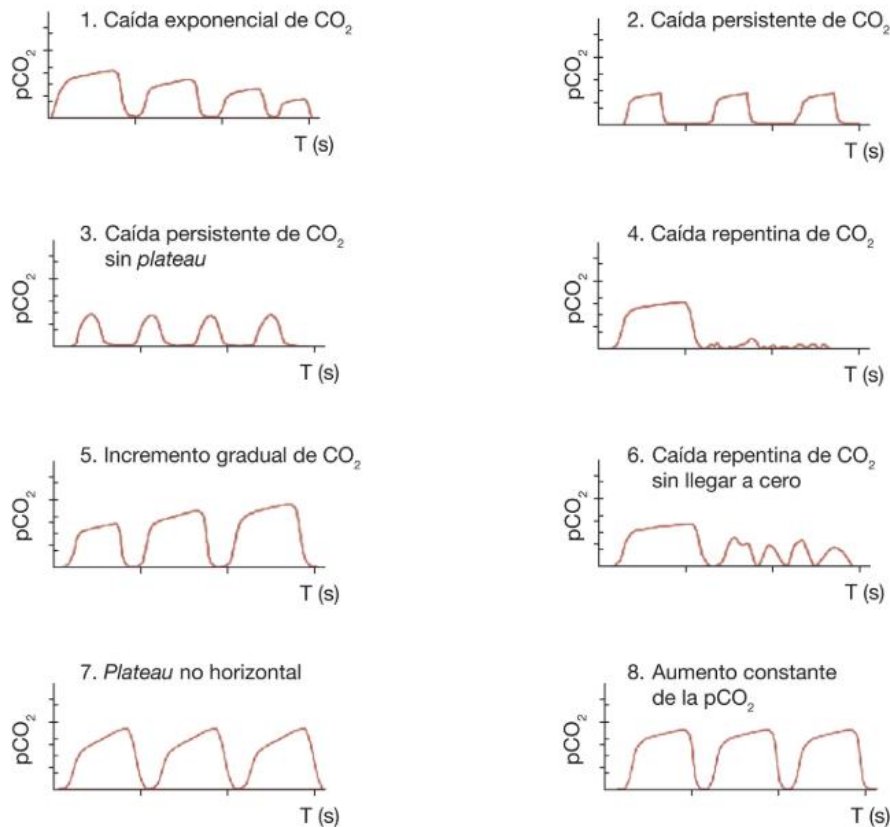 1. Caída exponencial de CO₂
pCO₂
T (s)
2. Caída persistente de CO₂
pCO₂
T (s)
3. Caída persistente de CO₂
sin plateau
pCO₂
T (s)
4. Caída repentina de CO₂
pCO₂
T (s)
5. Incremento gradual de CO₂
pCO₂
T (s)
6. Caída repentina de CO₂
sin llegar a cero
pCO₂
T (s)
7. Plateau no horizontal
pCO₂
T (s)
8. Aumento constante
de la pCO₂
pCO₂
T (s)